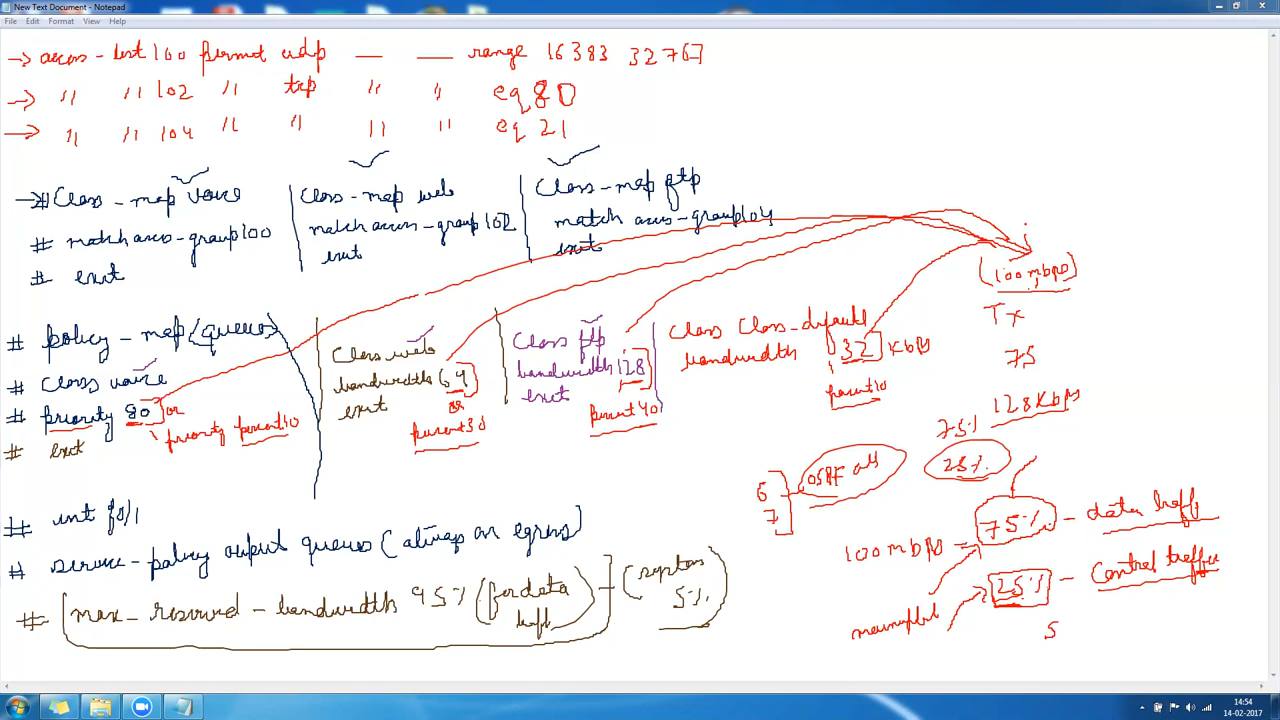 New Text Document - Notepad
File Edit Format View Help
→ access-list 100 permit udp — — range 16383 32767
→ " " 102 " tcp " " eq 80
→ " " 104 " " " " eq 21
→# Class-map voice
# match access-group 100
# exit
Class-map web
match access-group 102
exit
Class-map ftp
match access-group 104
exit
i
(100 mbps)
Tx
75
128 Kbps
75%
25%
# policy-map (queues)
# Class voice
# priority 80 or
priority percent 10
# exit
Class web
bandwidth 64
or
exit
percent 30
Class ftp
bandwidth 128
exit
percent 40
Class Class-default
bandwidth 32 Kbps
percent 10
6
7
OSPF
100 mbps
75% - data traffic
25% - Control traffic
5
# int f0/1
# service-policy output queues (always on egress)
# [max-reserved-bandwidth 95% (for data traffic)]
5%
14:54
14-02-2017